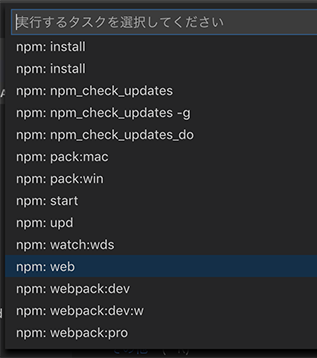 実行するタスクを選択してください
npm: install
npm: install
npm: npm_check_updates
npm: npm_check_updates -g
npm: npm_check_updates_do
npm: pack:mac
npm: pack:win
npm: start
npm: upd
npm: watch:wds
npm: web
npm: webpack:dev
npm: webpack:dev:w
npm: webpack:pro